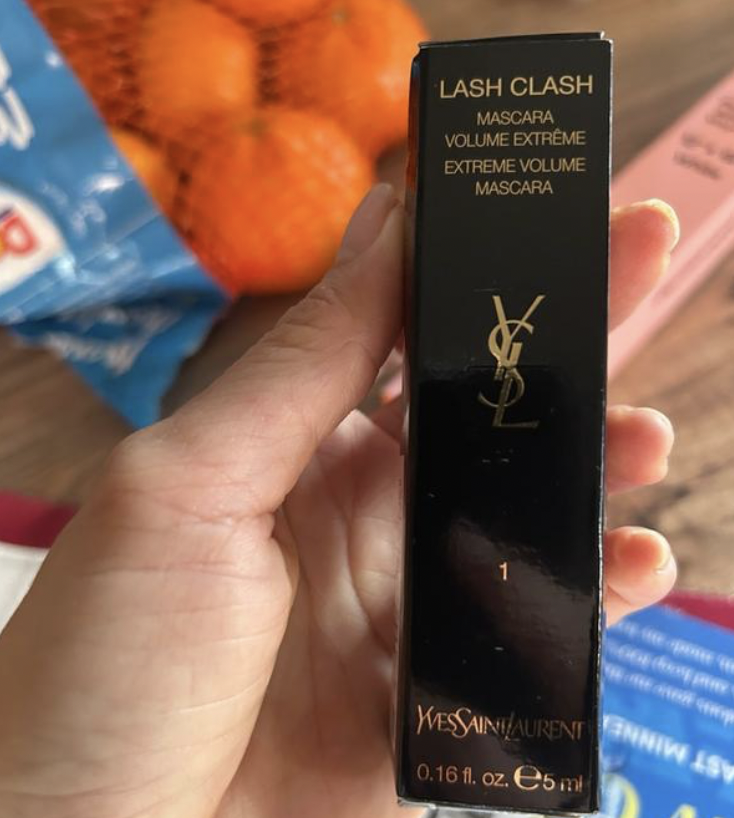 LASH CLASH
MASCARA
VOLUME EXTRÊME
EXTREME VOLUME
MASCARA
YSL
1
YVESSAINTLAURENT
0.16 fl. oz. ℮5 ml